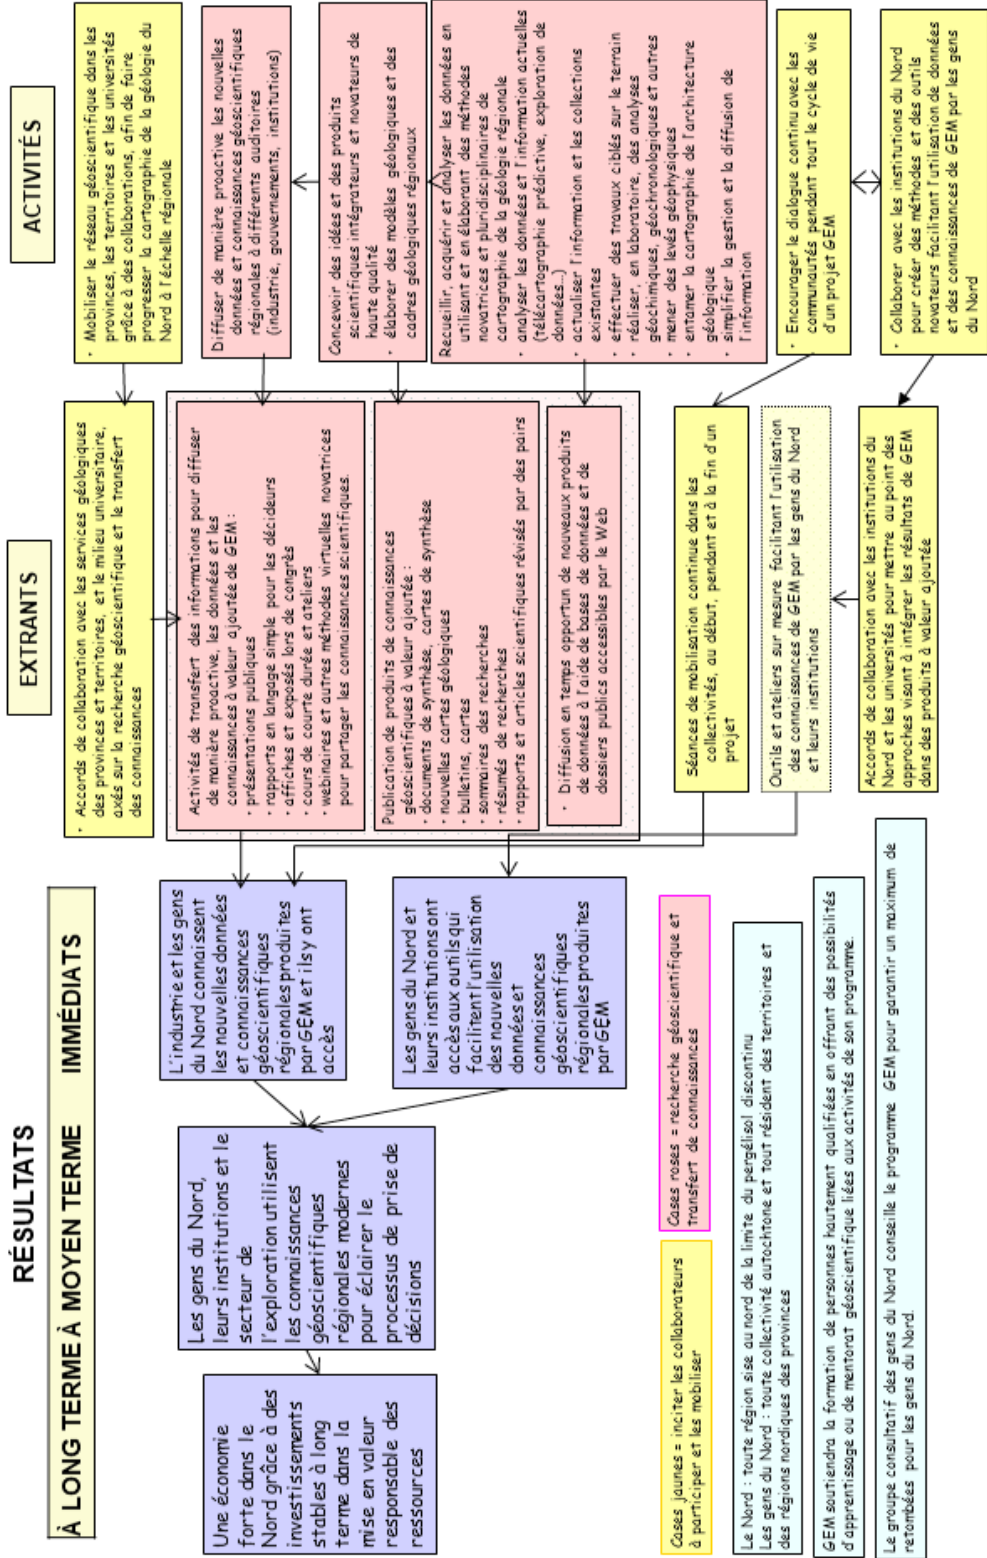 RÉSULTATS
À LONG TERME À MOYEN TERME IMMÉDIATS
EXTRANTS
ACTIVITÉS
Une économie
forte dans le
Nord grâce à des
investissements
stables à long
terme dans la
mise en valeur
responsable des
ressources
Les gens du Nord,
leurs institutions et le
secteur de
l'exploration utilisent
les connaissances
géoscientifiques
régionales modernes
pour éclairer le
processus de prise de
décisions
L'industrie et les gens
du Nord connaissent
les nouvelles données
et connaissances
géoscientifiques
régionales produites
par GEM et ils y ont
accès
Les gens du Nord et
leurs institutions ont
accès aux outils qui
facilitent l'utilisation
des nouvelles
données et
connaissances
géoscientifiques
régionales produites
par GEM
• Accords de collaboration avec les services géologiques
des provinces et territoires, et le milieu universitaire,
axés sur la recherche géoscientifique et le transfert
des connaissances
Activités de transfert des informations pour diffuser
de manière proactive, les données et les
connaissances à valeur ajoutée de GEM :
• présentations publiques
• rapports en langage simple pour les décideurs
• affiches et exposés lors de congrès
• cours de courte durée et ateliers
• webinaires et autres méthodes virtuelles novatrices
pour partager les connaissances scientifiques.
Publication de produits de connaissances
géoscientifiques à valeur ajoutée :
• documents de synthèse, cartes de synthèse
• nouvelles cartes géologiques
• bulletins, cartes
• sommaires des recherches
• résumés de recherches
• rapports et articles scientifiques révisés par des pairs
• Diffusion en temps opportun de nouveaux produits
de données à l'aide de bases de données et de
dossiers publics accessibles par le Web
Séances de mobilisation continue dans les
collectivités, au début, pendant et à la fin d'un
projet
Outils et ateliers sur mesure facilitant l'utilisation
des connaissances de GEM par les gens du Nord
et leurs institutions
Accords de collaboration avec les institutions du
Nord et les universités pour mettre au point des
approches visant à intégrer les résultats de GEM
dans des produits à valeur ajoutée
• Mobiliser le réseau géoscientifique dans les
provinces, les territoires et les universités
grâce à des collaborations, afin de faire
progresser la cartographie de la géologie du
Nord à l'échelle régionale
Diffuser de manière proactive les nouvelles
données et connaissances géoscientifiques
régionales à différents auditoires
(industrie, gouvernements, institutions)
Concevoir des idées et des produits
scientifiques intégrateurs et novateurs de
haute qualité
• élaborer des modèles géologiques et des
cadres géologiques régionaux
Recueillir, acquérir et analyser les données en
utilisant et en élaborant des méthodes
novatrices et pluridisciplinaires de
cartographie de la géologie régionale
• analyser les données et l'information actuelles
(télécartographie prédictive, exploration de
données...)
• actualiser l'information et les collections
existantes
• effectuer des travaux ciblés sur le terrain
• réaliser, en laboratoire, des analyses
géochimiques, géochronologiques et autres
• mener des levés géophysiques
• entamer la cartographie de l'architecture
géologique
• simplifier la gestion et la diffusion de
l'information
• Encourager le dialogue continu avec les
communautés pendant tout le cycle de vie
d'un projet GEM
• Collaborer avec les institutions du Nord
pour créer des méthodes et des outils
novateurs facilitant l'utilisation de données
et des connaissances de GEM par les gens
du Nord
Cases jaunes = inciter les collaborateurs
à participer et les mobiliser
Cases roses = recherche géoscientifique et
transfert de connaissances
Le Nord : toute région sise au nord de la limite du pergélisol discontinu
Les gens du Nord : toute collectivité autochtone et tout résident des territoires et
des régions nordiques des provinces
GEM soutiendra la formation de personnes hautement qualifiées en offrant des possibilités
d'apprentissage ou de mentorat géoscientifique liées aux activités de son programme.
Le groupe consultatif des gens du Nord conseille le programme GEM pour garantir un maximum de
retombées pour les gens du Nord.